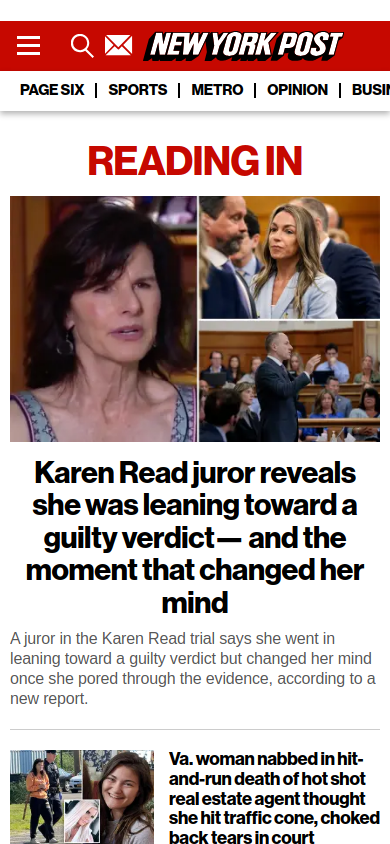 NEW YORK POST
PAGE SIX | SPORTS | METRO | OPINION | BUSIN
READING IN
Karen Read juror reveals
she was leaning toward a
guilty verdict — and the
moment that changed her
mind
A juror in the Karen Read trial says she went in
leaning toward a guilty verdict but changed her mind
once she pored through the evidence, according to a
new report.
Va. woman nabbed in hit-
and-run death of hot shot
real estate agent thought
she hit traffic cone, choked
back tears in court